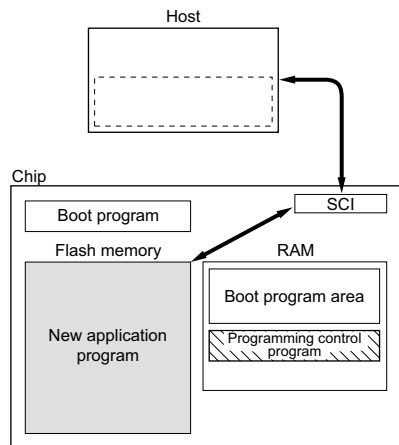 Host
Chip
SCI
Boot program
Flash memory
RAM
New application
program
Boot program area
Programming control
program